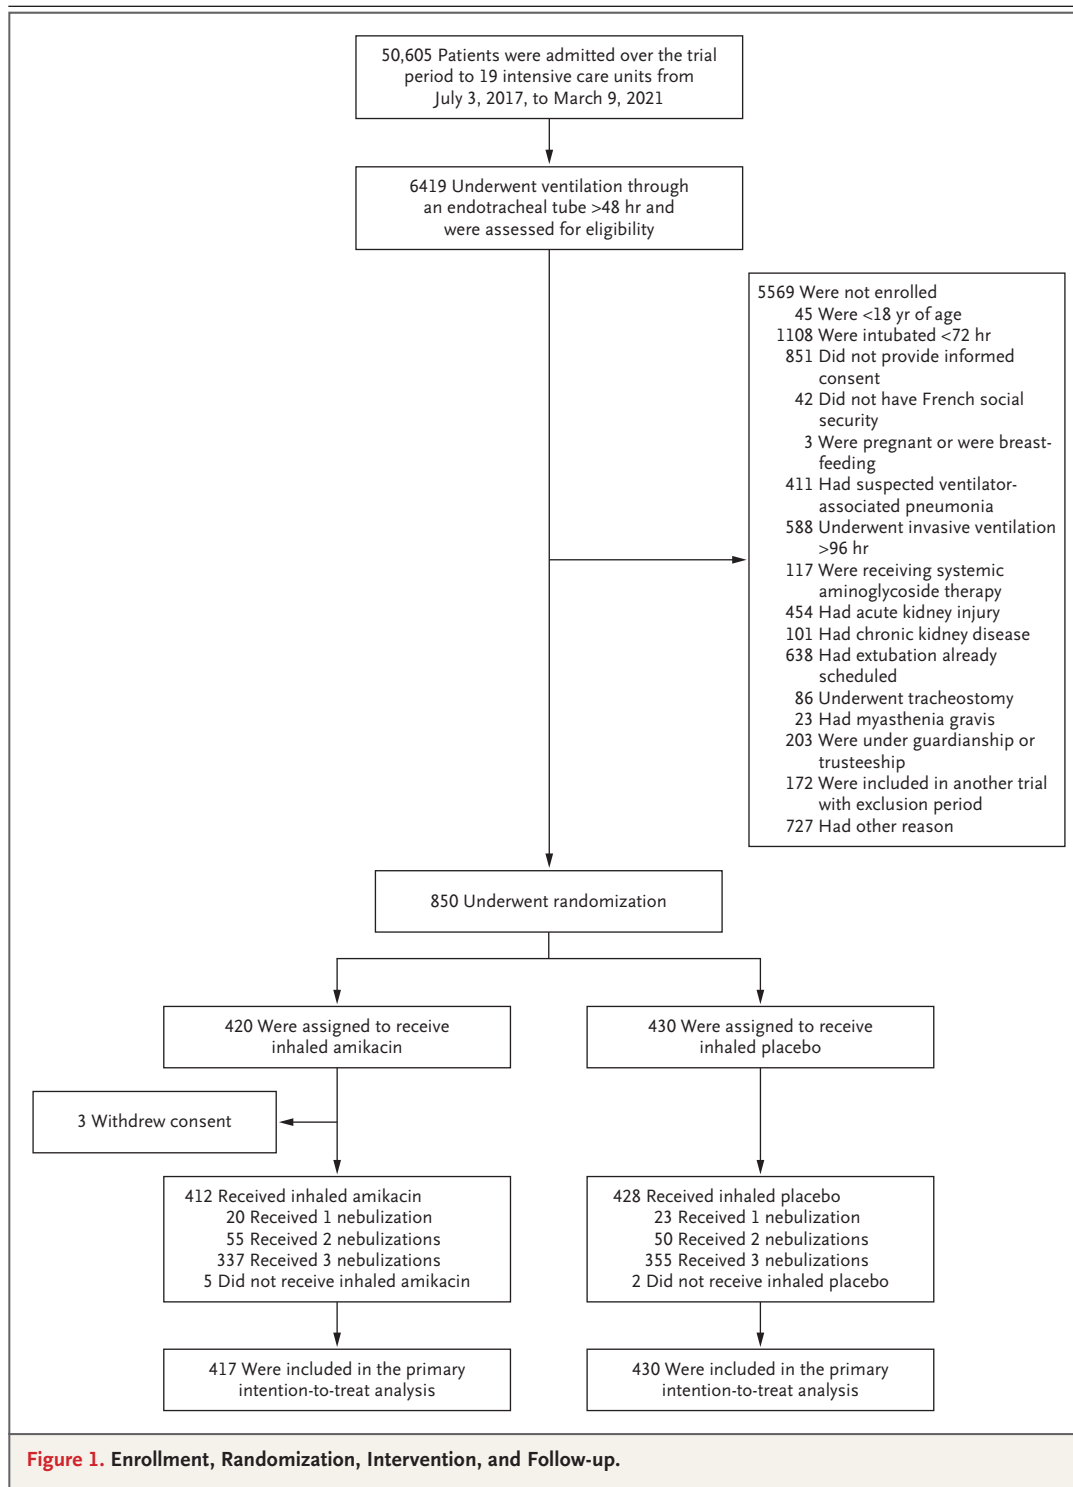 50,605 Patients were admitted over the trial
period to 19 intensive care units from
July 3, 2017, to March 9, 2021
6419 Underwent ventilation through
an endotracheal tube >48 hr and
were assessed for eligibility
5569 Were not enrolled
45 Were <18 yr of age
1108 Were intubated <72 hr
851 Did not provide informed
consent
42 Did not have French social
security
3 Were pregnant or were breast-
feeding
411 Had suspected ventilator-
associated pneumonia
588 Underwent invasive ventilation
>96 hr
117 Were receiving systemic
aminoglycoside therapy
454 Had acute kidney injury
101 Had chronic kidney disease
638 Had extubation already
scheduled
86 Underwent tracheostomy
23 Had myasthenia gravis
203 Were under guardianship or
trusteeship
172 Were included in another trial
with exclusion period
727 Had other reason
850 Underwent randomization
420 Were assigned to receive
inhaled amikacin
430 Were assigned to receive
inhaled placebo
3 Withdrew consent
412 Received inhaled amikacin
20 Received 1 nebulization
55 Received 2 nebulizations
337 Received 3 nebulizations
5 Did not receive inhaled amikacin
428 Received inhaled placebo
23 Received 1 nebulization
50 Received 2 nebulizations
355 Received 3 nebulizations
2 Did not receive inhaled placebo
417 Were included in the primary
intention-to-treat analysis
430 Were included in the primary
intention-to-treat analysis
Figure 1. Enrollment, Randomization, Intervention, and Follow-up.